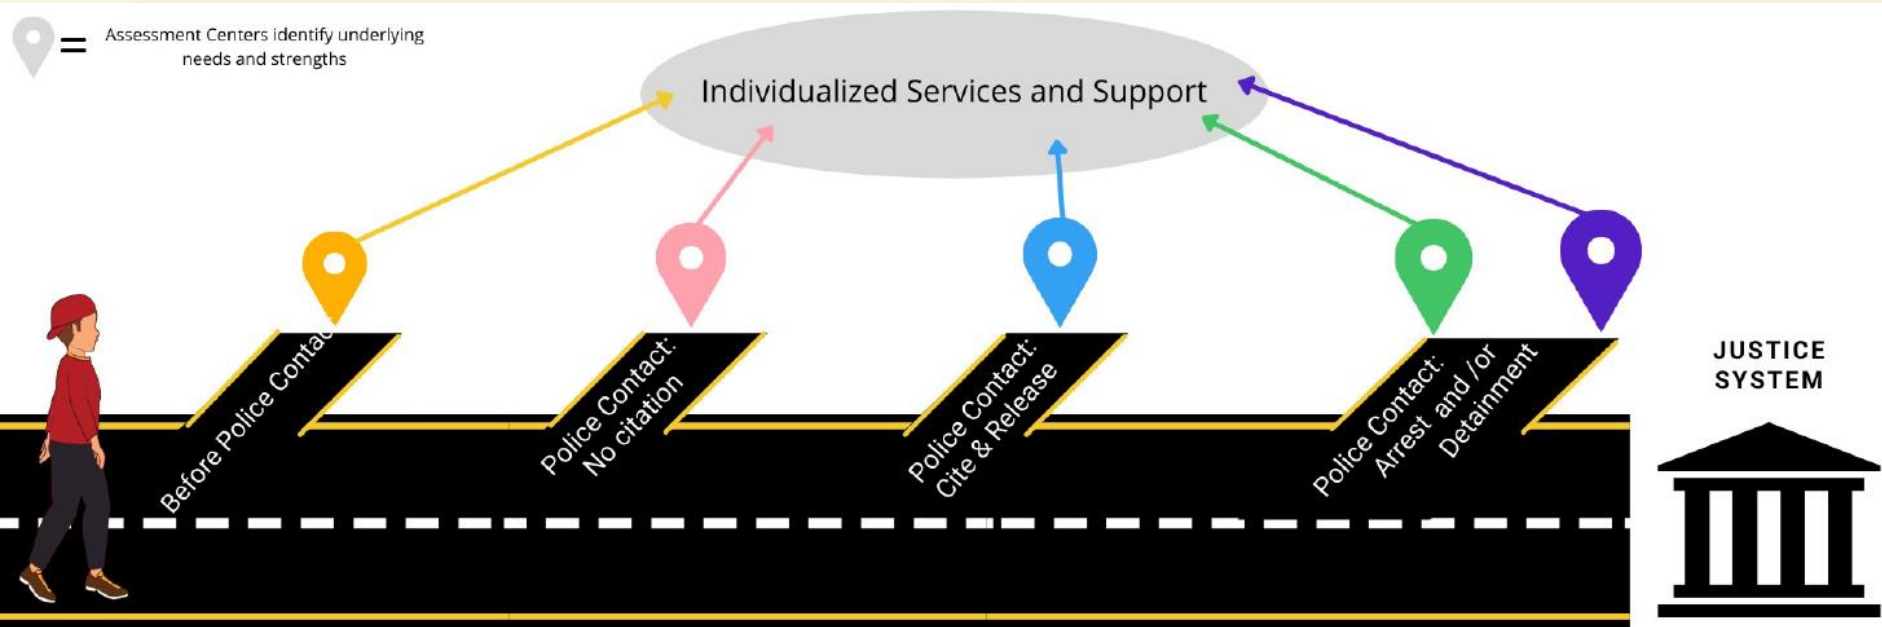 Assessment Centers identify underlying
needs and strengths
Individualized Services and Support
Before Police Contac
Police Contact:
No citation
Police Contact:
Cite & Release
Police Contact:
Arrest and /or
Detainment
JUSTICE
SYSTEM